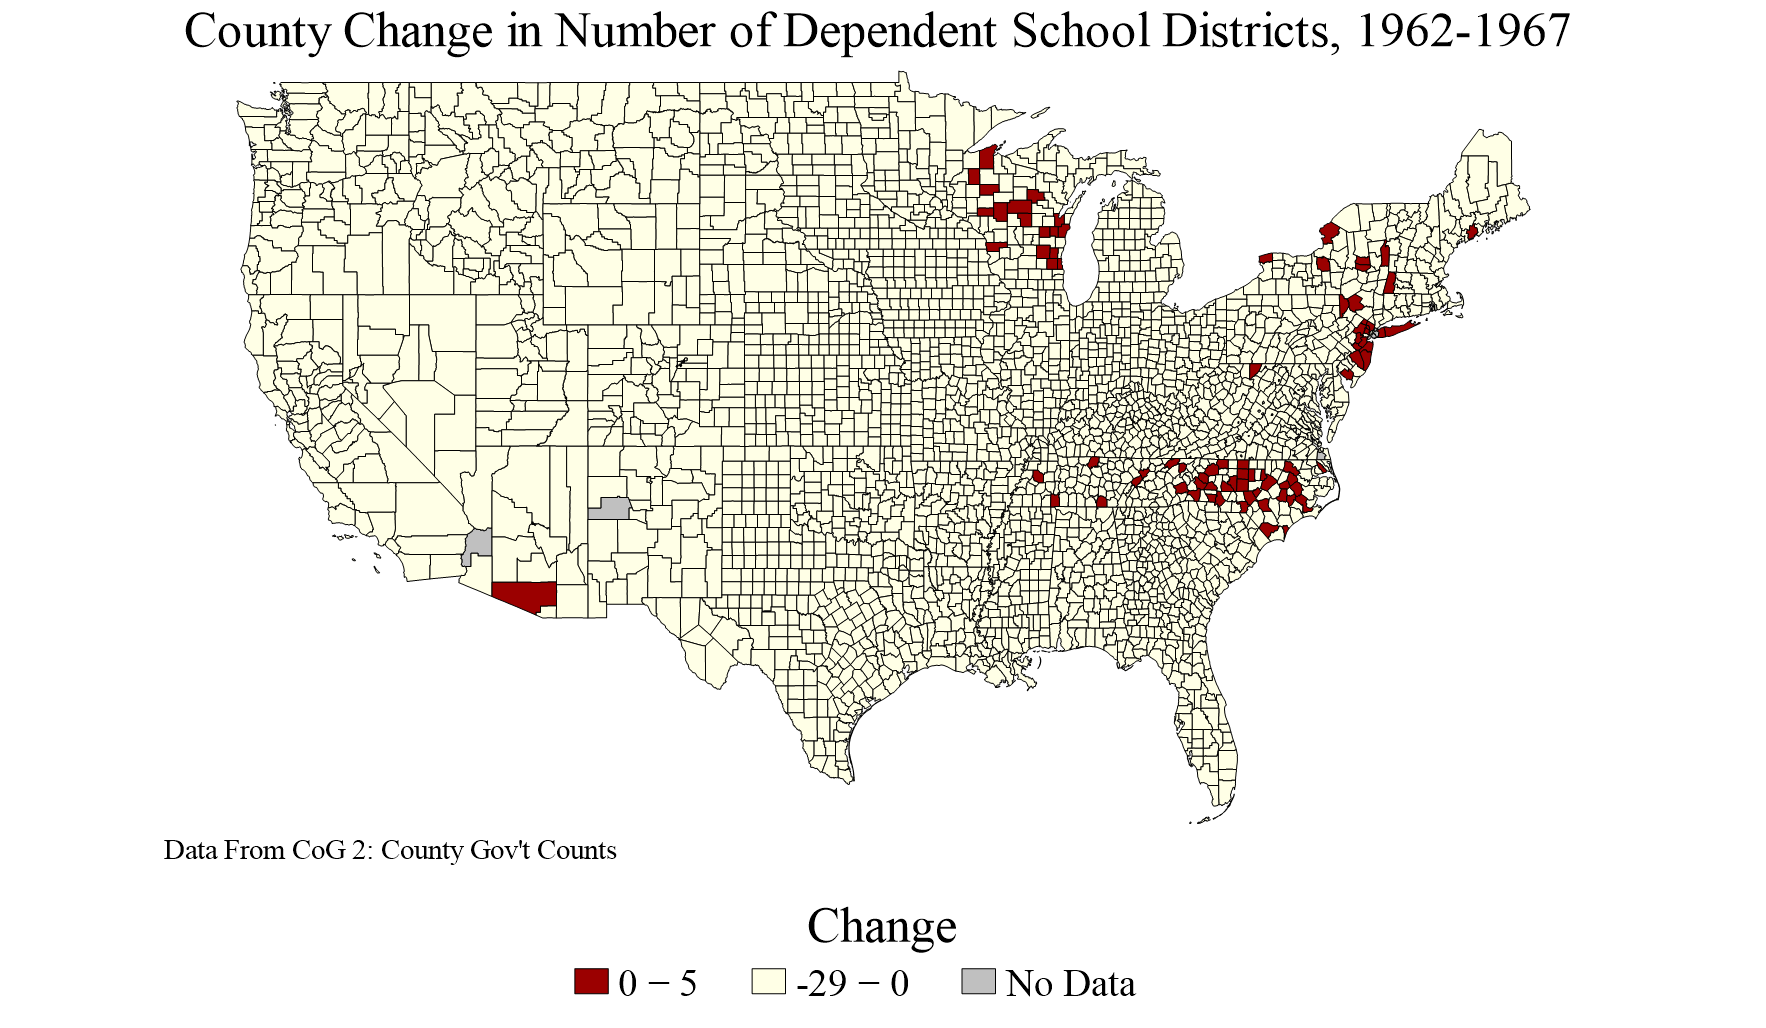 County Change in Number of Dependent School Districts, 1962-1967
Data From CoG 2: County Gov't Counts
Change
0 − 5
-29 − 0
No Data